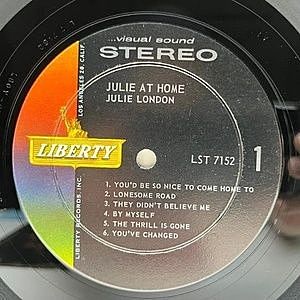 ...visual sound
STEREO
JULIE AT HOME
JULIE LONDON
LOS ANGELES 28, CALIF.
LIBERTY
LST 7152
1
1. YOU'D BE SO NICE TO COME HOME TO
2. LONESOME ROAD
3. THEY DIDN'T BELIEVE ME
4. BY MYSELF
5. THE THRILL IS GONE
6. YOU'VE CHANGED
LIBERTY RECORDS, INC.